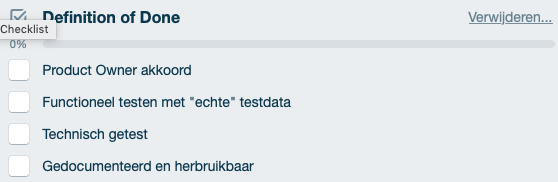 Definition of Done
Verwijderen...
Checklist
0%
Product Owner akkoord
Functioneel testen met "echte" testdata
Technisch getest
Gedocumenteerd en herbruikbaar